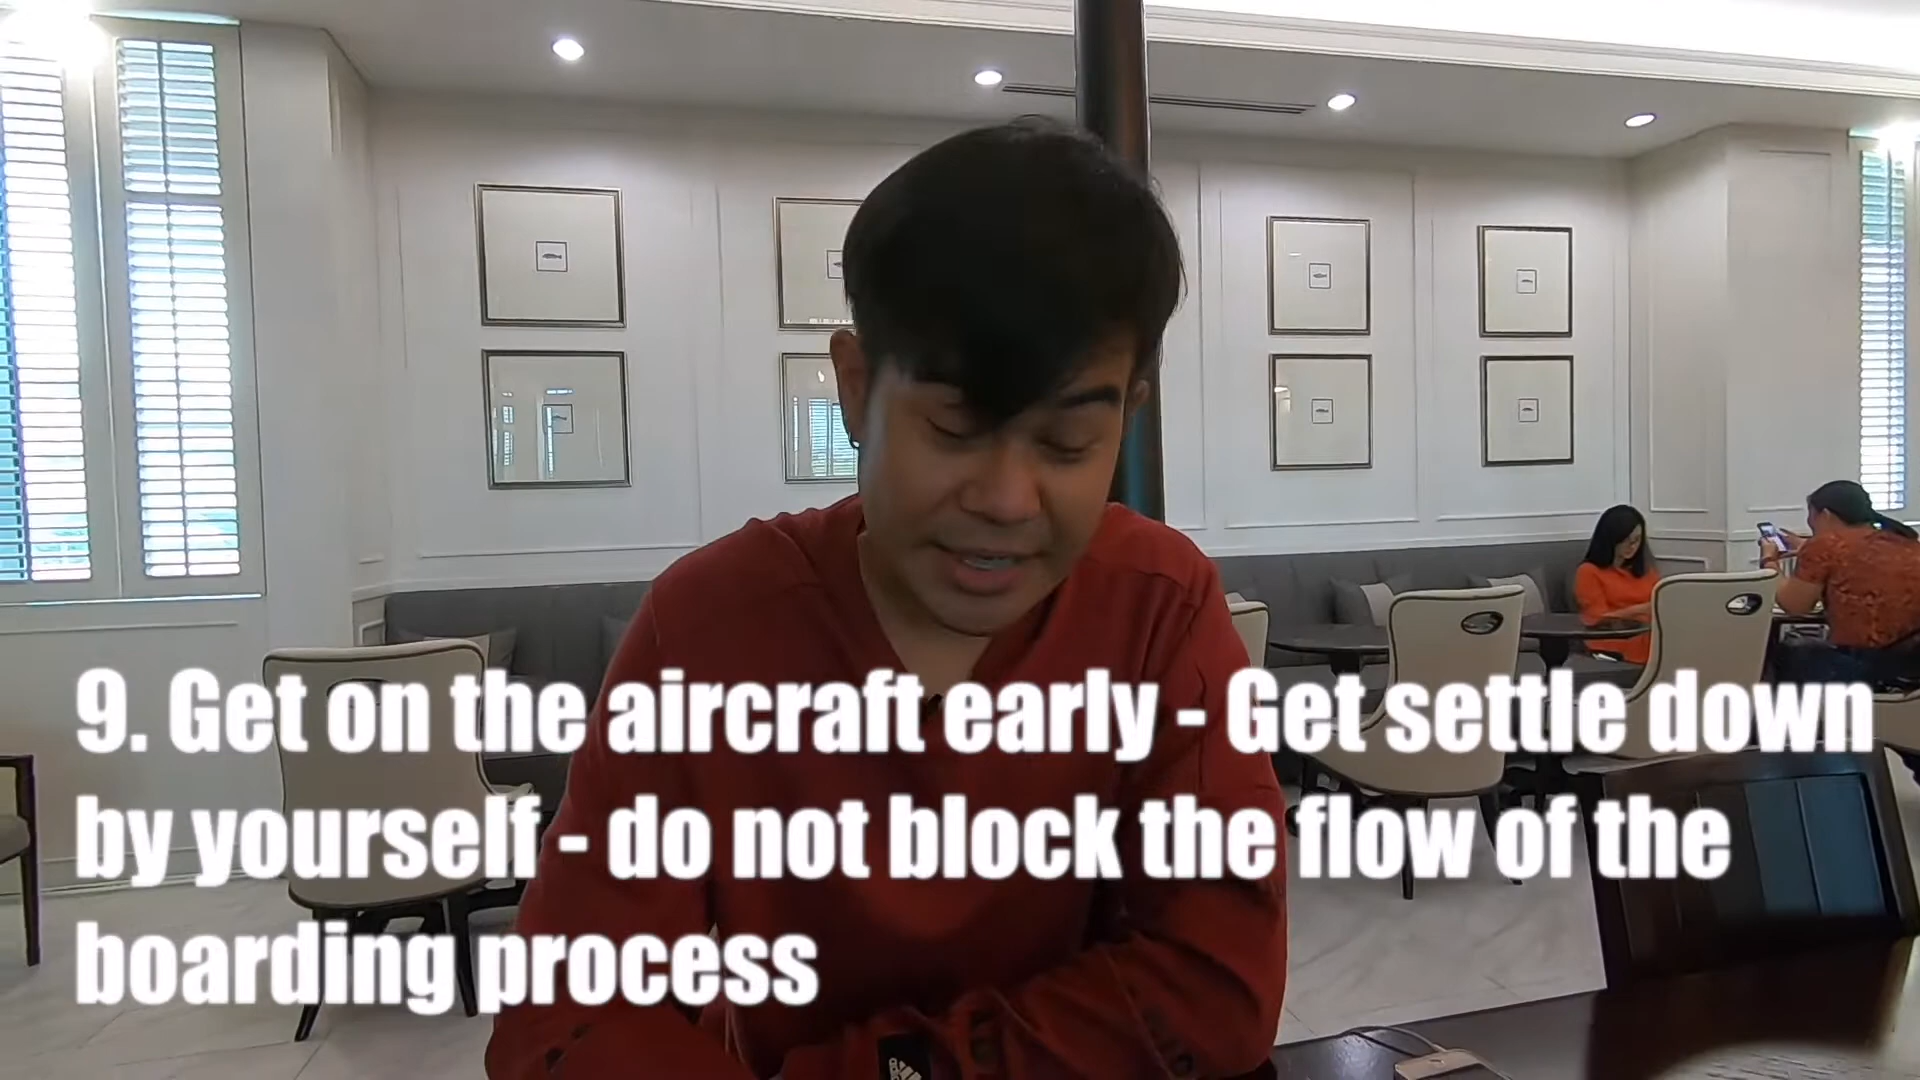 9. Get on the aircraft early - Get settle down
by yourself - do not block the flow of the
boarding process